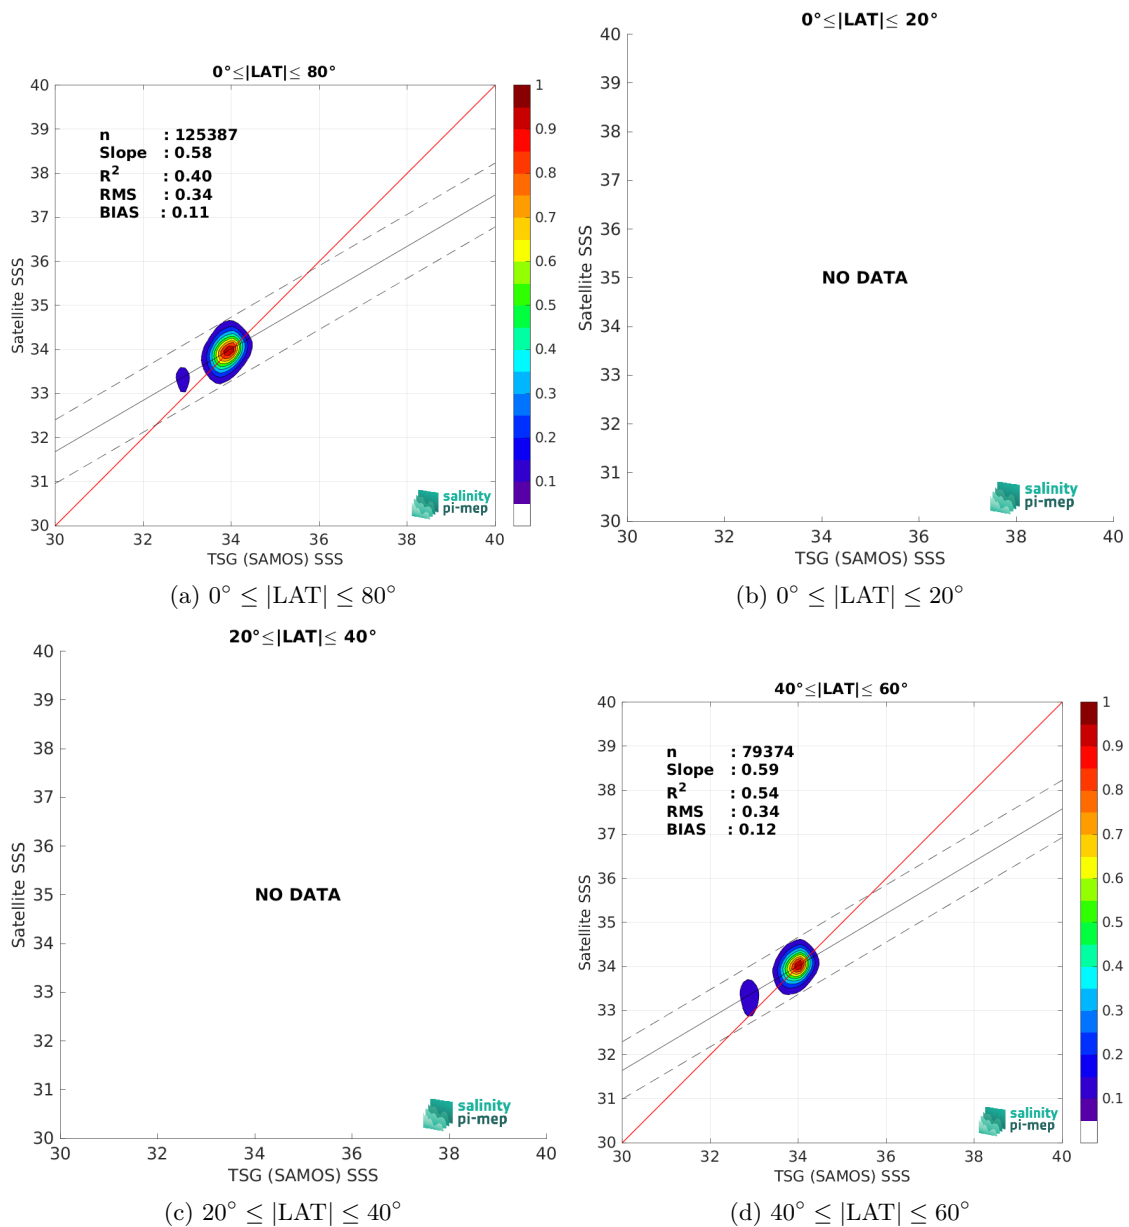 0°≤|LAT|≤ 80°
40
39
38
37
36
35
34
33
32
31
30
Satellite SSS
n : 125387
Slope : 0.58
R² : 0.40
RMS : 0.34
BIAS : 0.11
salinity
pi-mep
30 32 34 36 38 40
TSG (SAMOS) SSS
1
0.9
0.8
0.7
0.6
0.5
0.4
0.3
0.2
0.1
(a) 0° ≤ |LAT| ≤ 80°
0°≤|LAT|≤ 20°
40
39
38
37
36
35
34
33
32
31
30
Satellite SSS
NO DATA
salinity
pi-mep
30 32 34 36 38 40
TSG (SAMOS) SSS
(b) 0° ≤ |LAT| ≤ 20°
20°≤|LAT|≤ 40°
40
39
38
37
36
35
34
33
32
31
30
Satellite SSS
NO DATA
salinity
pi-mep
30 32 34 36 38 40
TSG (SAMOS) SSS
(c) 20° ≤ |LAT| ≤ 40°
40°≤|LAT|≤ 60°
40
39
38
37
36
35
34
33
32
31
30
Satellite SSS
n : 79374
Slope : 0.59
R² : 0.54
RMS : 0.34
BIAS : 0.12
salinity
pi-mep
30 32 34 36 38 40
TSG (SAMOS) SSS
1
0.9
0.8
0.7
0.6
0.5
0.4
0.3
0.2
0.1
(d) 40° ≤ |LAT| ≤ 60°